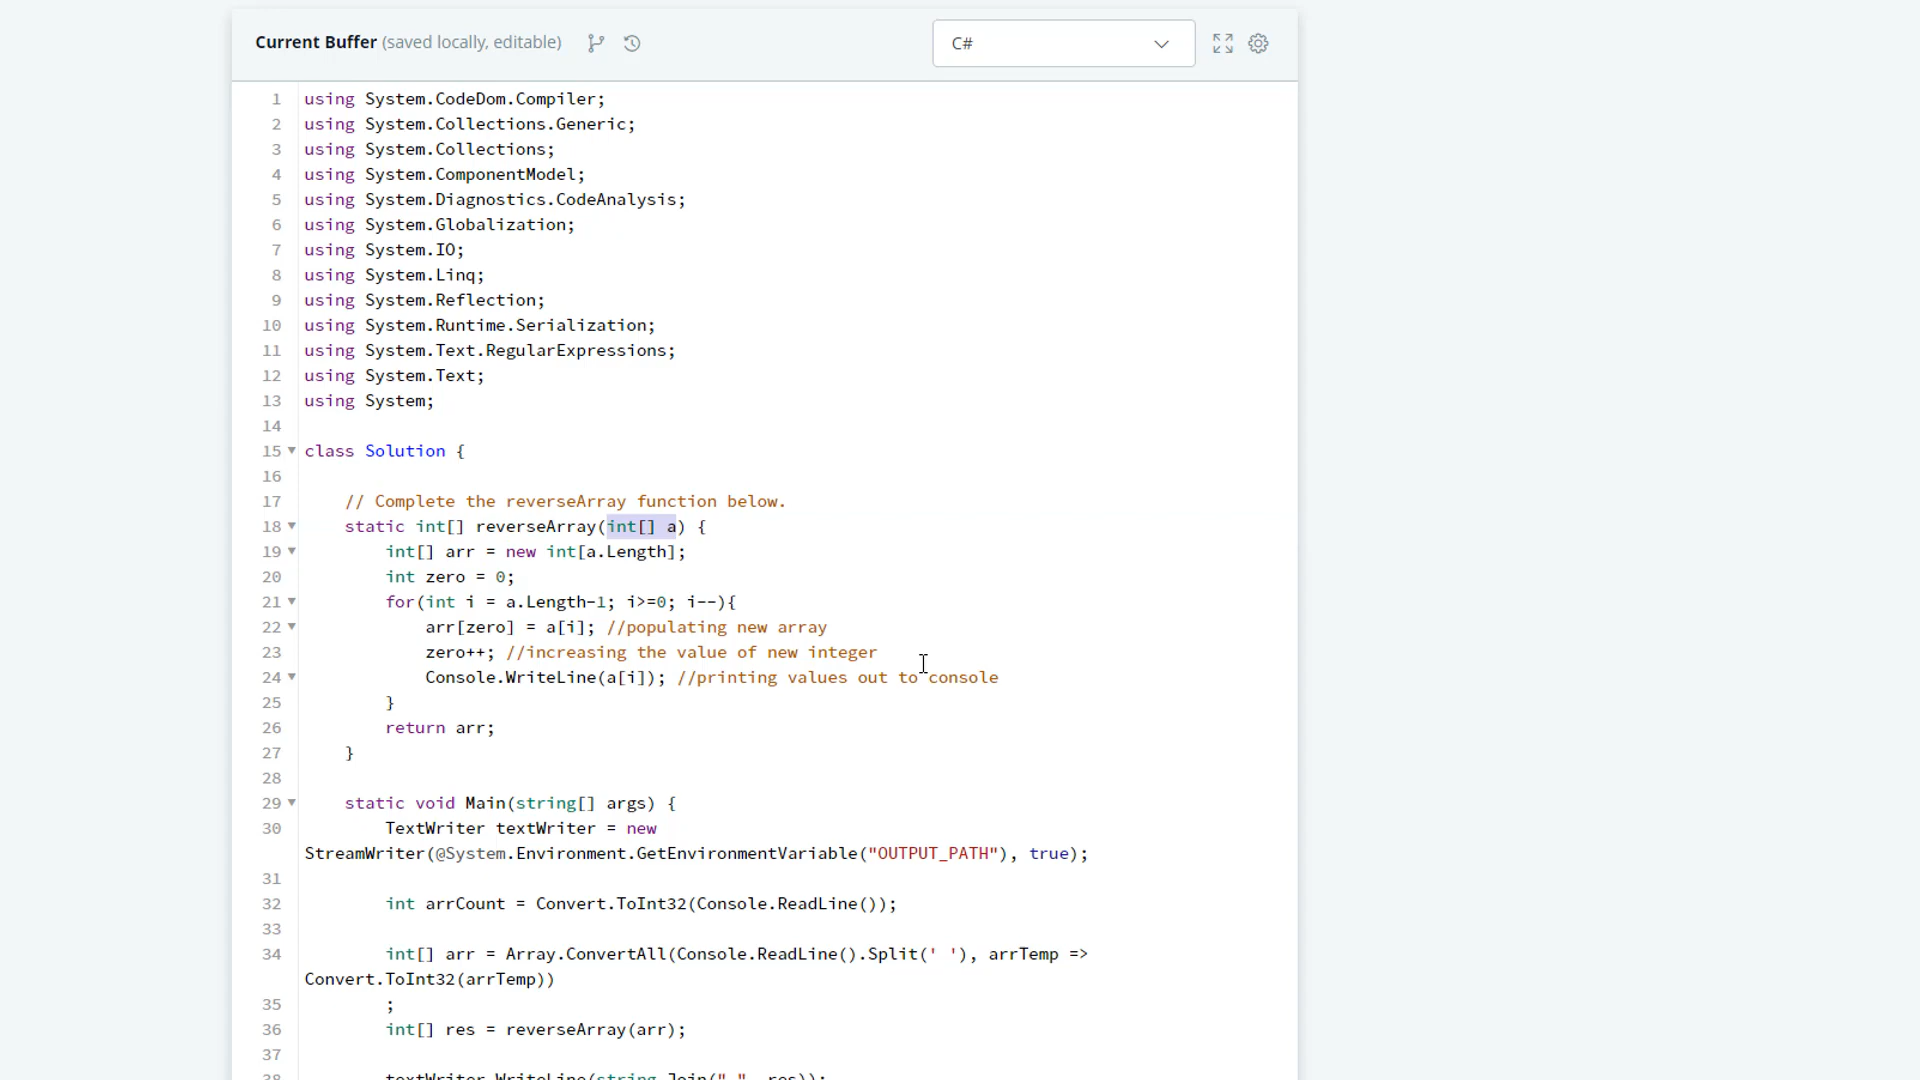 Current Buffer (saved locally, editable)
C#
1 using System.CodeDom.Compiler;
2 using System.Collections.Generic;
3 using System.Collections;
4 using System.ComponentModel;
5 using System.Diagnostics.CodeAnalysis;
6 using System.Globalization;
7 using System.IO;
8 using System.Linq;
9 using System.Reflection;
10 using System.Runtime.Serialization;
11 using System.Text.RegularExpressions;
12 using System.Text;
13 using System;
14
15 class Solution {
16
17     // Complete the reverseArray function below.
18     static int[] reverseArray(int[] a) {
19         int[] arr = new int[a.Length];
20         int zero = 0;
21         for(int i = a.Length-1; i>=0; i--){
22             arr[zero] = a[i]; //populating new array
23             zero++; //increasing the value of new integer
24             Console.WriteLine(a[i]); //printing values out to console
25         }
26         return arr;
27     }
28
29     static void Main(string[] args) {
30         TextWriter textWriter = new
StreamWriter(@System.Environment.GetEnvironmentVariable("OUTPUT_PATH"), true);
31
32         int arrCount = Convert.ToInt32(Console.ReadLine());
33
34         int[] arr = Array.ConvertAll(Console.ReadLine().Split(' '), arrTemp =>
Convert.ToInt32(arrTemp))
35         ;
36         int[] res = reverseArray(arr);
37
38         textWriter.WriteLine(string.Join(" ", res));